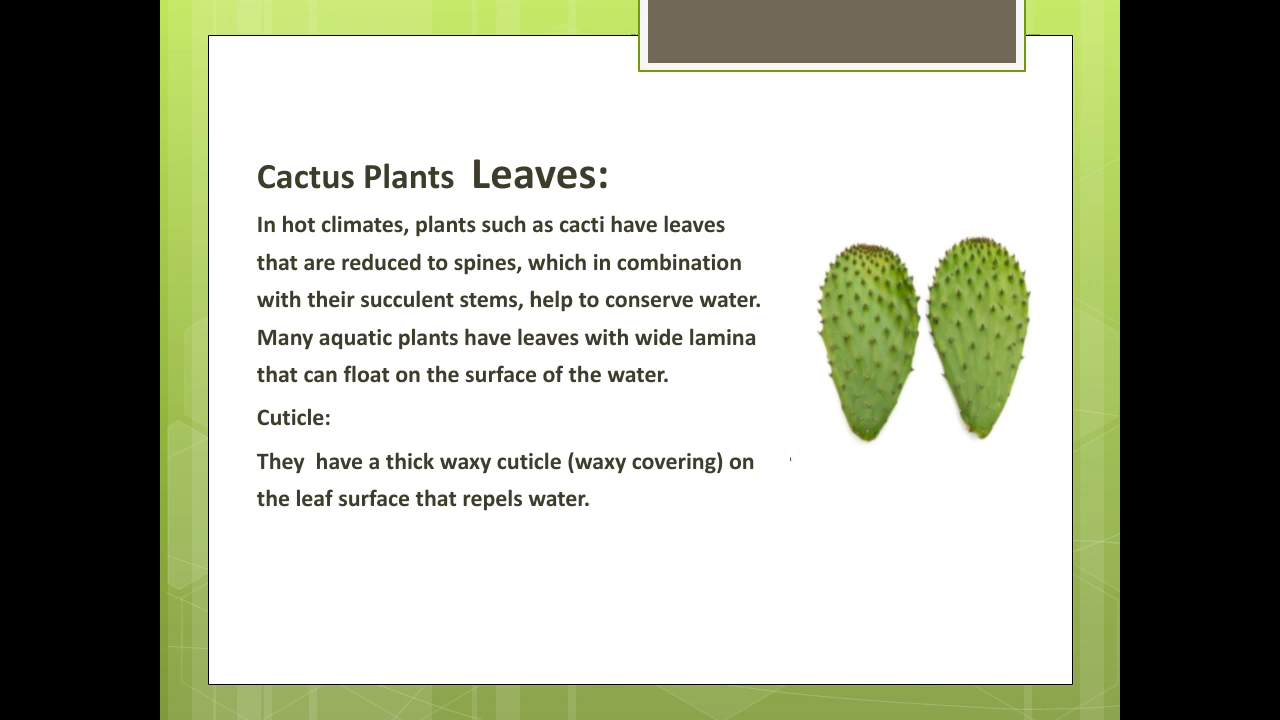 Cactus Plants  Leaves:
In hot climates, plants such as cacti have leaves
that are reduced to spines, which in combination
with their succulent stems, help to conserve water.
Many aquatic plants have leaves with wide lamina
that can float on the surface of the water.
Cuticle:
They  have a thick waxy cuticle (waxy covering) on
the leaf surface that repels water.